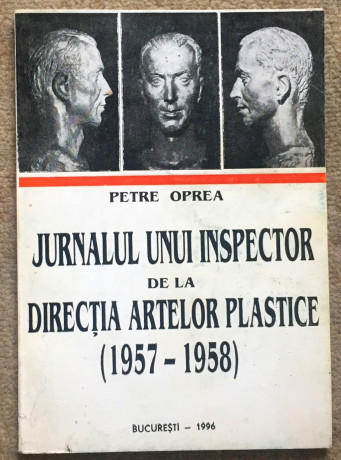 PETRE OPREA
JURNALUL UNUI INSPECTOR
DE LA
DIRECȚIA ARTELOR PLASTICE
(1957 - 1958)
BUCUREȘTI - 1996